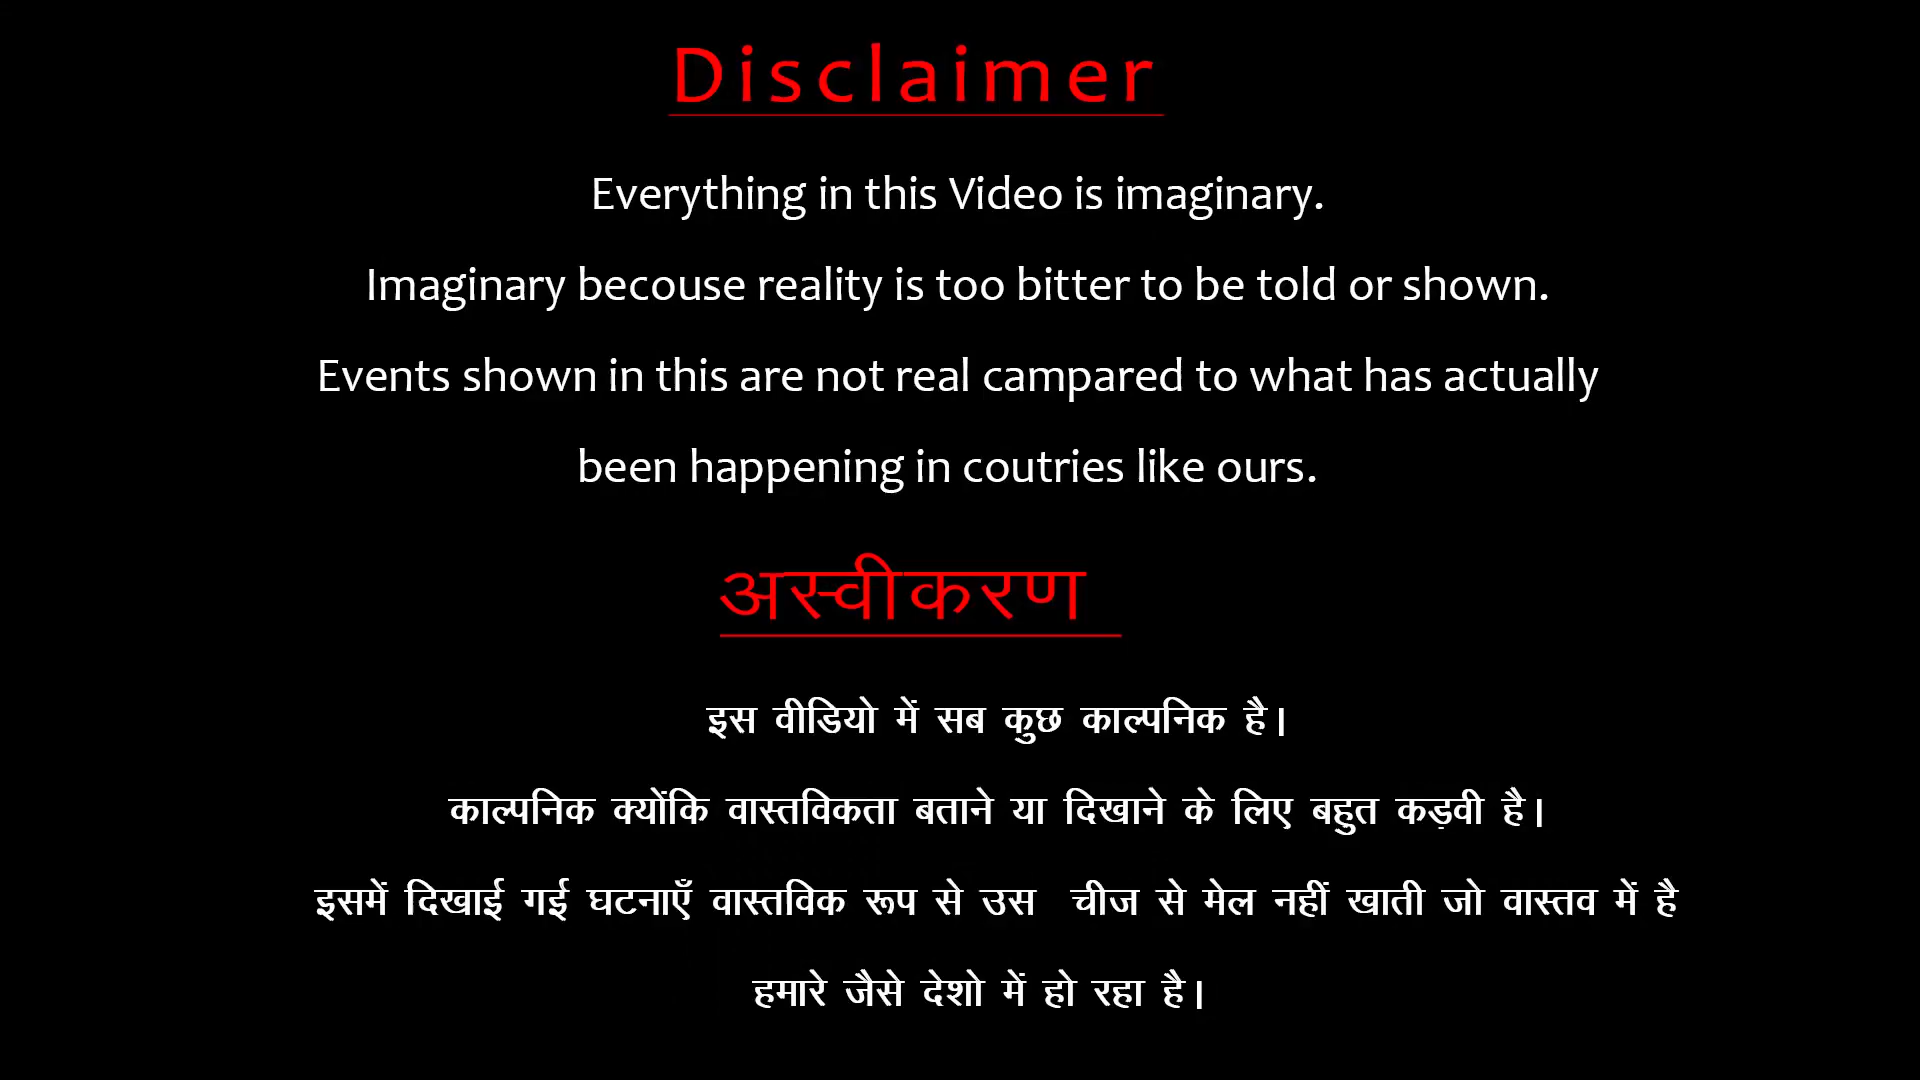 Disclaimer
Everything in this Video is imaginary.
Imaginary becouse reality is too bitter to be told or shown.
Events shown in this are not real campared to what has actually
been happening in coutries like ours.
अस्वीकरण
इस वीडियो में सब कुछ काल्पनिक है।
काल्पनिक क्योंकि वास्तविकता बताने या दिखाने के लिए बहुत कड़वी है।
इसमें दिखाई गई घटनाएँ वास्तविक रूप से उस चीज से मेल नहीं खाती जो वास्तव में है
हमारे जैसे देशो में हो रहा है।